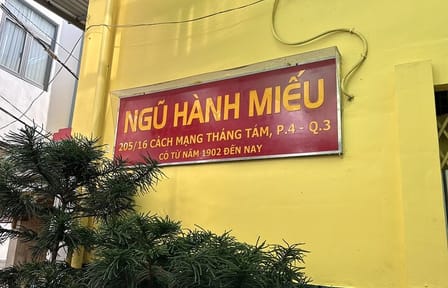 NGŨ HÀNH MIẾU
205/16 CÁCH MẠNG THÁNG TÁM, P.4 - Q.3
CÓ TỪ NĂM 1902 ĐẾN NAY